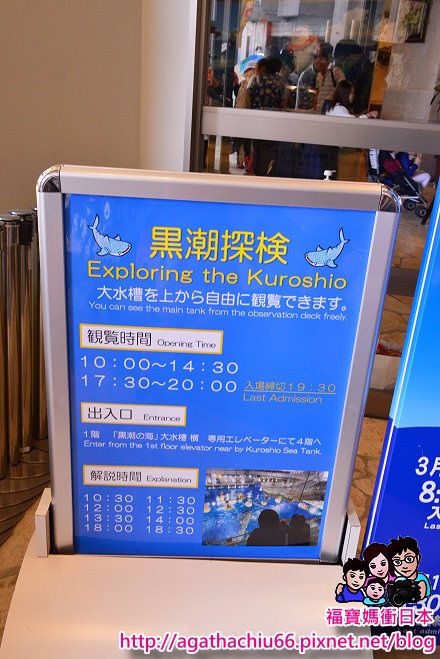 黒潮探検
Exploring the Kuroshio
大水槽を上から自由に観覧できます。
You can see the main tank from the observation deck freely.
観覧時間 Opening Time
10：00～14：30
17：30～20：00 入場締切19：30
Last Admission
出入口 Entrance
1階 「黒潮の海」大水槽 横 専用エレベーターにて4階へ
Enter from the 1st floor elevator near by Kuroshio Sea Tank.
解説時間 Explanation
10：30 11：30
12：00 12：30
13：30 14：00
18：00 18：30
3月
8:
入
Last
福寶媽衝日本
http://agathachiu66.pixnet.net/blog